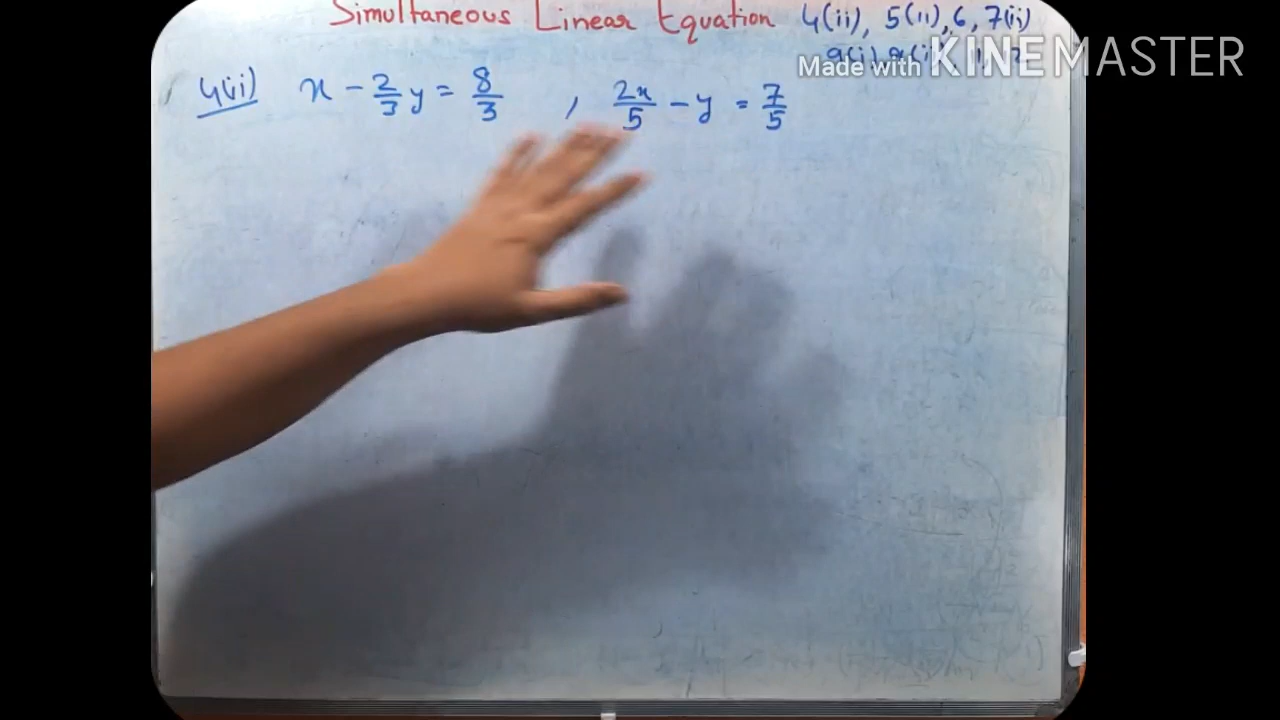 Simultaneous Linear Equation 4(ii), 5(ii), 6, 7(ii)
Made with KINEMASTER
4(ii) x - 2/3 y = 8/3 , 2x/5 - y = 7/5